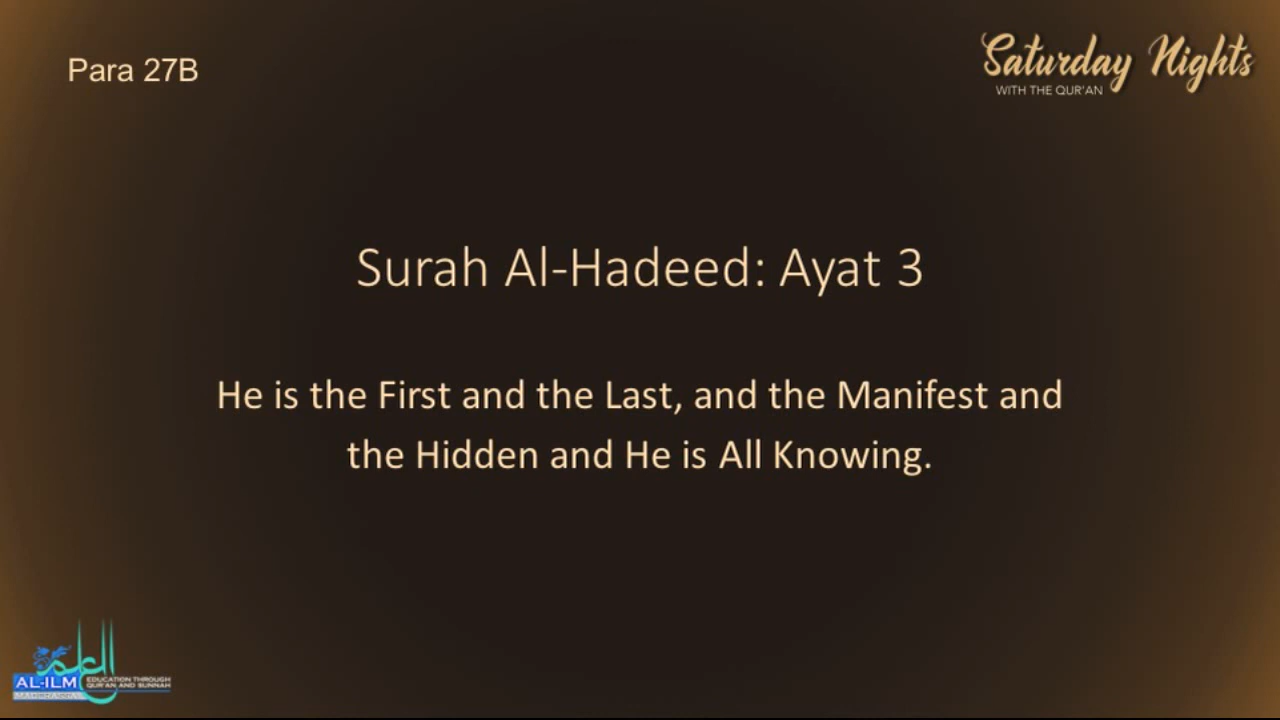 Para 27B
Saturday Nights
WITH THE QUR'AN
Surah Al-Hadeed: Ayat 3
He is the First and the Last, and the Manifest and
the Hidden and He is All Knowing.
العلم
AL-ILM
EDUCATION THROUGH
QUR'AN AND SUNNAH